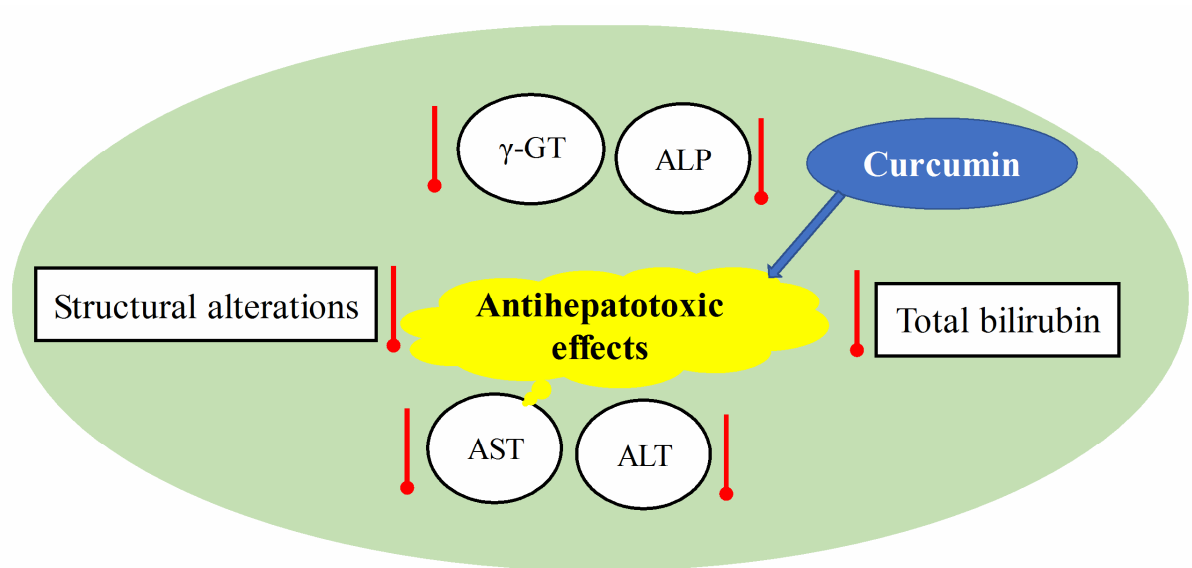 γ-GT
ALP
Curcumin
Structural alterations
Antihepatotoxic
effects
Total bilirubin
AST
ALT